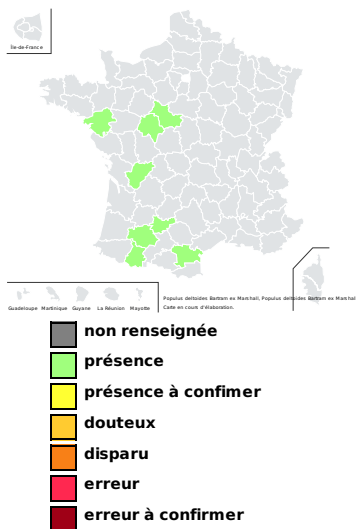 Île-de-France
Guadeloupe Martinique Guyane La Réunion Mayotte
Populus deltoides Bartram ex Marshall, Populus deltoides Bartram ex Marshall
Carte en cours d'élaboration.
non renseignée
présence
présence à confimer
douteux
disparu
erreur
erreur à confirmer